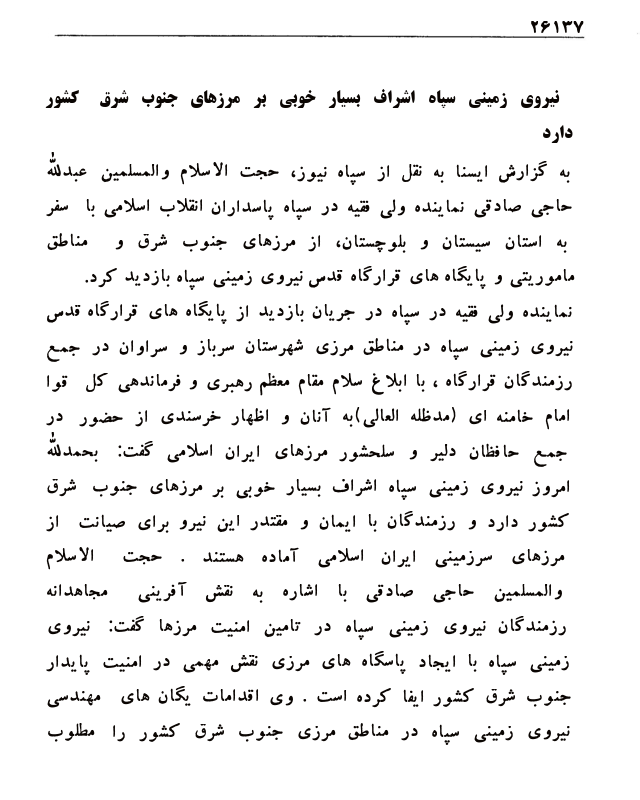 ۲۶۱۳۷
نیروی زمینی سپاه اشراف بسیار خوبی بر مرزهای جنوب شرق کشور
دارد
به گزارش ایسنا به نقل از سپاه نیوز، حجت الاسلام والمسلمین عبدالله
حاجی صادقی نماینده ولی فقیه در سپاه پاسداران انقلاب اسلامی با سفر
به استان سیستان و بلوچستان، از مرزهای جنوب شرق و مناطق
ماموریتی و پایگاه های قرارگاه قدس نیروی زمینی سپاه بازدید کرد.
نماینده ولی فقیه در سپاه در جریان بازدید از پایگاه های قرارگاه قدس
نیروی زمینی سپاه در مناطق مرزی شهرستان سرباز و سراوان در جمع
رزمندگان قرارگاه ، با ابلاغ سلام مقام معظم رهبری و فرماندهی کل قوا
امام خامنه ای (مدظله العالی)به آنان و اظهار خرسندی از حضور در
جمع حافظان دلیر و سلحشور مرزهای ایران اسلامی گفت: بحمدلله
امروز نیروی زمینی سپاه اشراف بسیار خوبی بر مرزهای جنوب شرق
کشور دارد و رزمندگان با ایمان و مقتدر این نیرو برای صیانت از
مرزهای سرزمینی ایران اسلامی آماده هستند . حجت الاسلام
والمسلمین حاجی صادقی با اشاره به نقش آفرینی مجاهدانه
رزمندگان نیروی زمینی سپاه در تامین امنیت مرزها گفت: نیروی
زمینی سپاه با ایجاد پاسگاه های مرزی نقش مهمی در امنیت پایدار
جنوب شرق کشور ایفا کرده است . وی اقدامات یگان های مهندسی
نیروی زمینی سپاه در مناطق مرزی جنوب شرق کشور را مطلوب